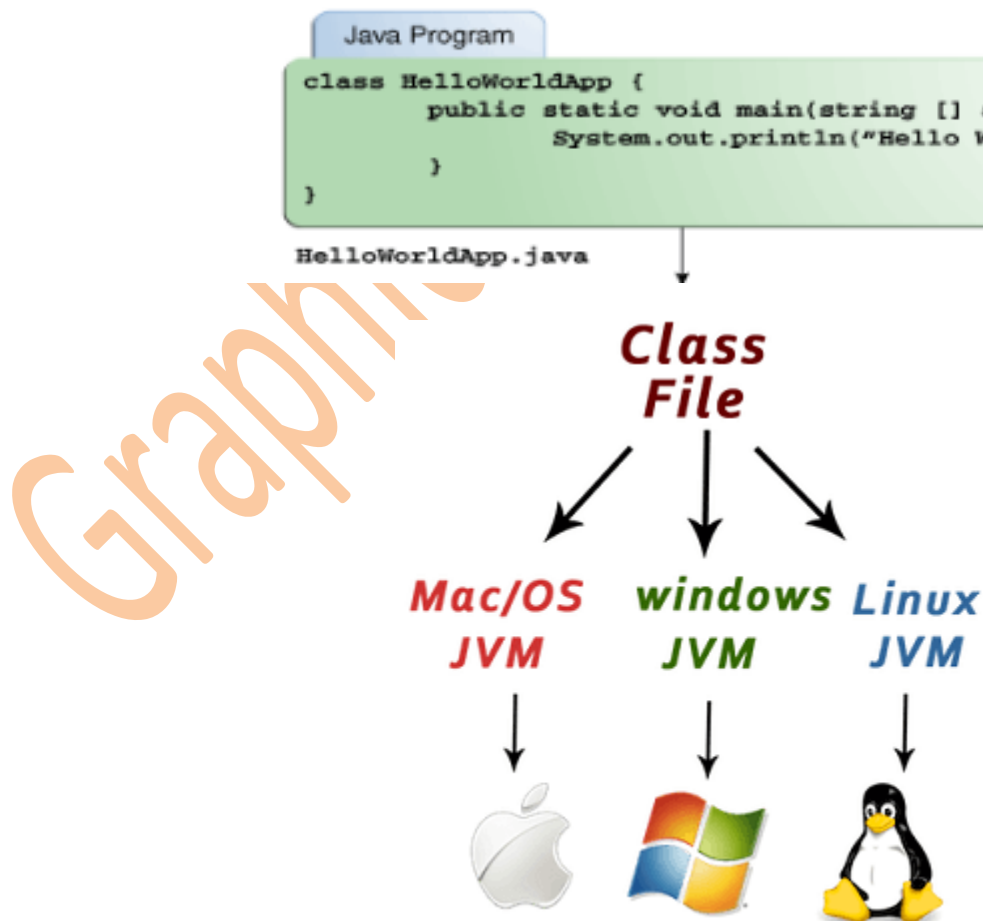 Java Program
class HelloWorldApp {
public static void main(string []
System.out.println("Hello
}
}
HelloWorldApp.java
Class
File
Mac/OS
JVM
windows
JVM
Linux
JVM